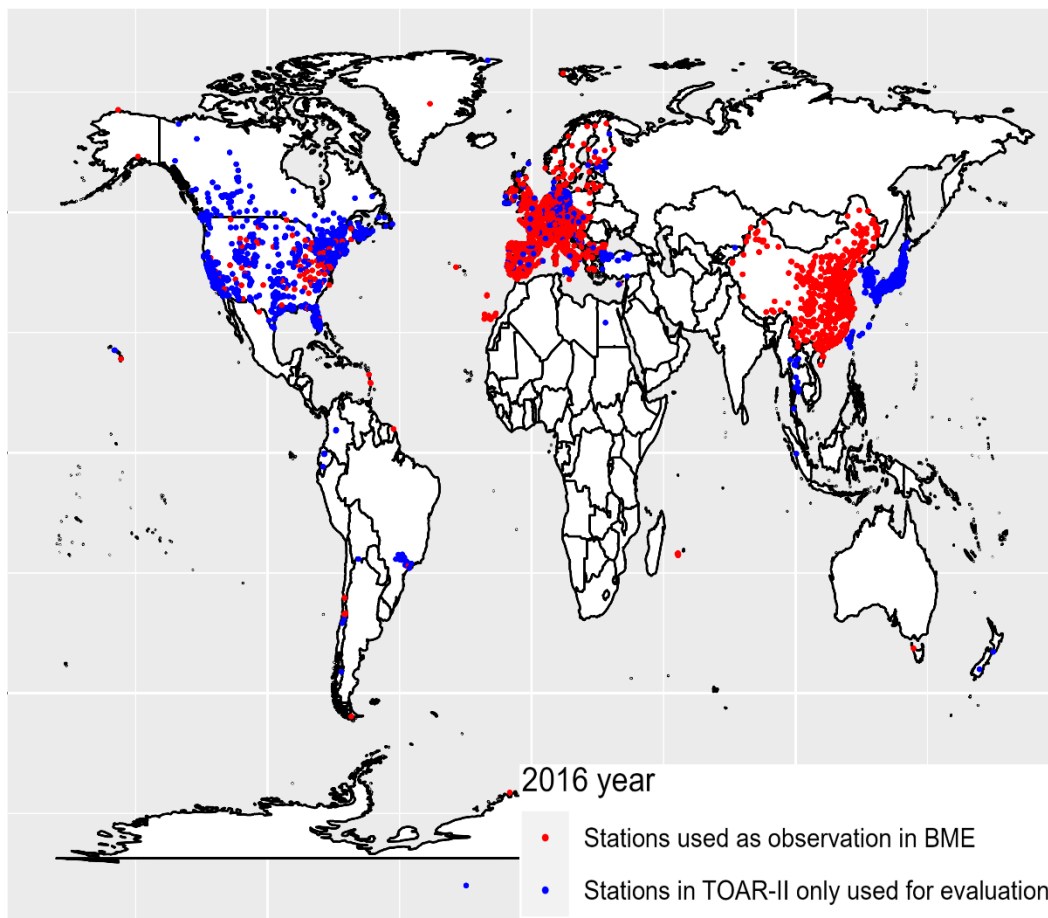 2016 year
Stations used as observation in BME
Stations in TOAR-II only used for evaluation